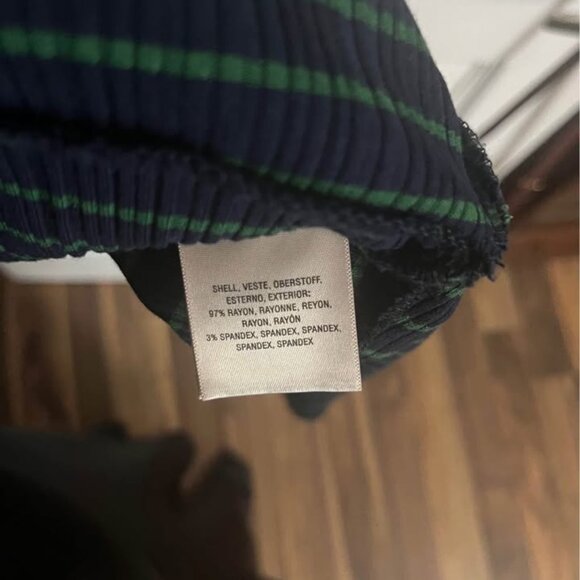 SHELL, VESTE, OBERSTOFF,
ESTERNO, EXTERIOR:
97% RAYON, RAYONNE, REYON,
RAYON, RAYÓN
3% SPANDEX, SPANDEX, SPANDEX,
SPANDEX, SPANDEX